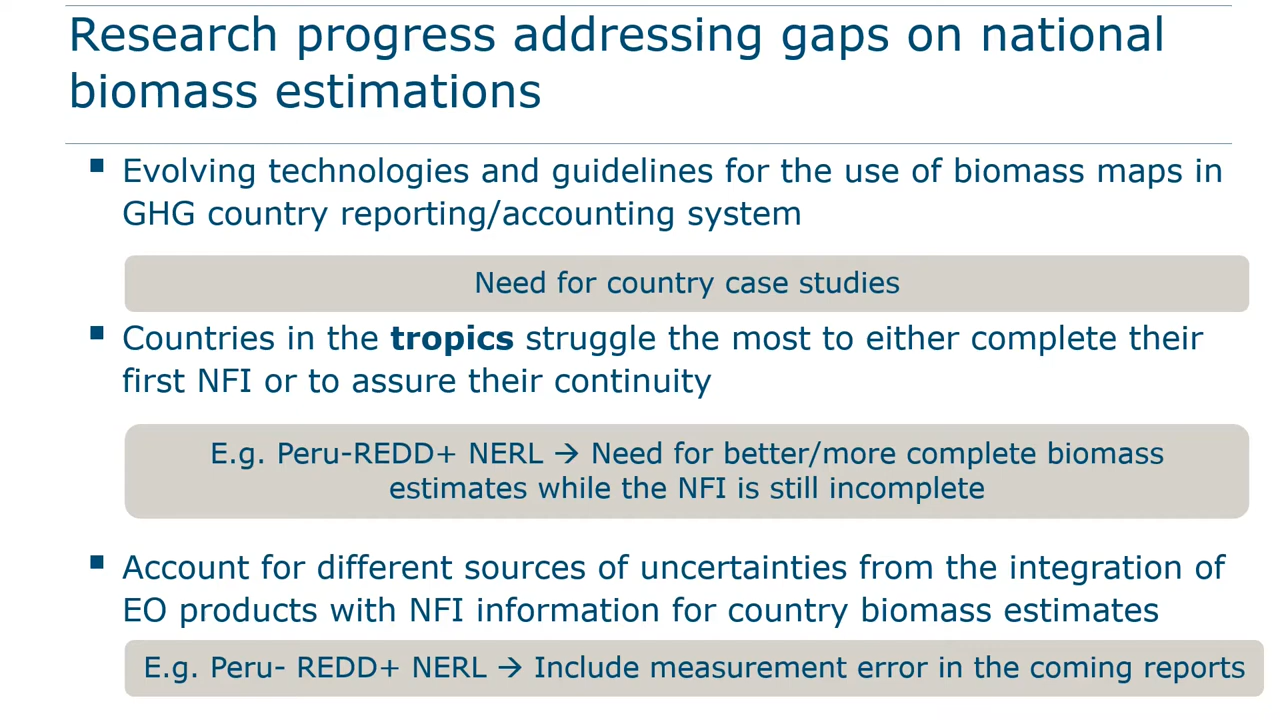 Research progress addressing gaps on national
biomass estimations
▪ Evolving technologies and guidelines for the use of biomass maps in
GHG country reporting/accounting system
Need for country case studies
▪ Countries in the tropics struggle the most to either complete their
first NFI or to assure their continuity
E.g. Peru-REDD+ NERL → Need for better/more complete biomass
estimates while the NFI is still incomplete
▪ Account for different sources of uncertainties from the integration of
EO products with NFI information for country biomass estimates
E.g. Peru- REDD+ NERL → Include measurement error in the coming reports